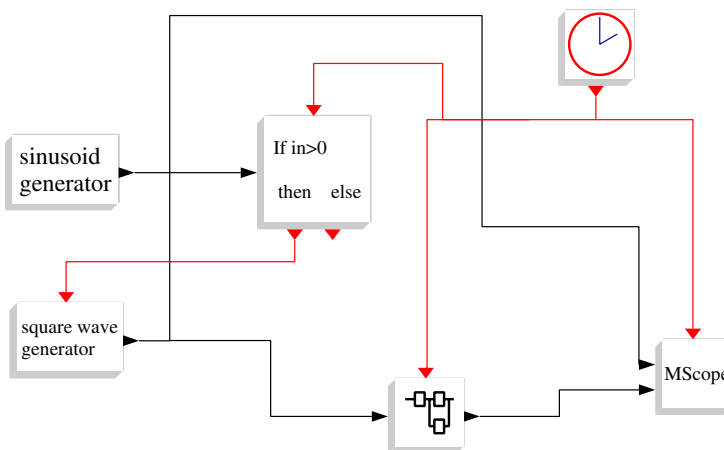 If in>0
sinusoid
generator
then else
square wave
generator
MScope